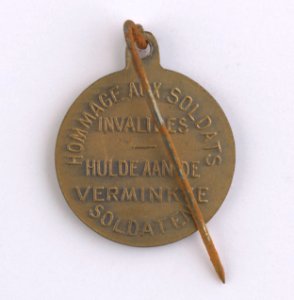 HOMMAGE AUX SOLDATS
INVALIDES
HULDE AAN DE
VERMINKTE
SOLDATEN